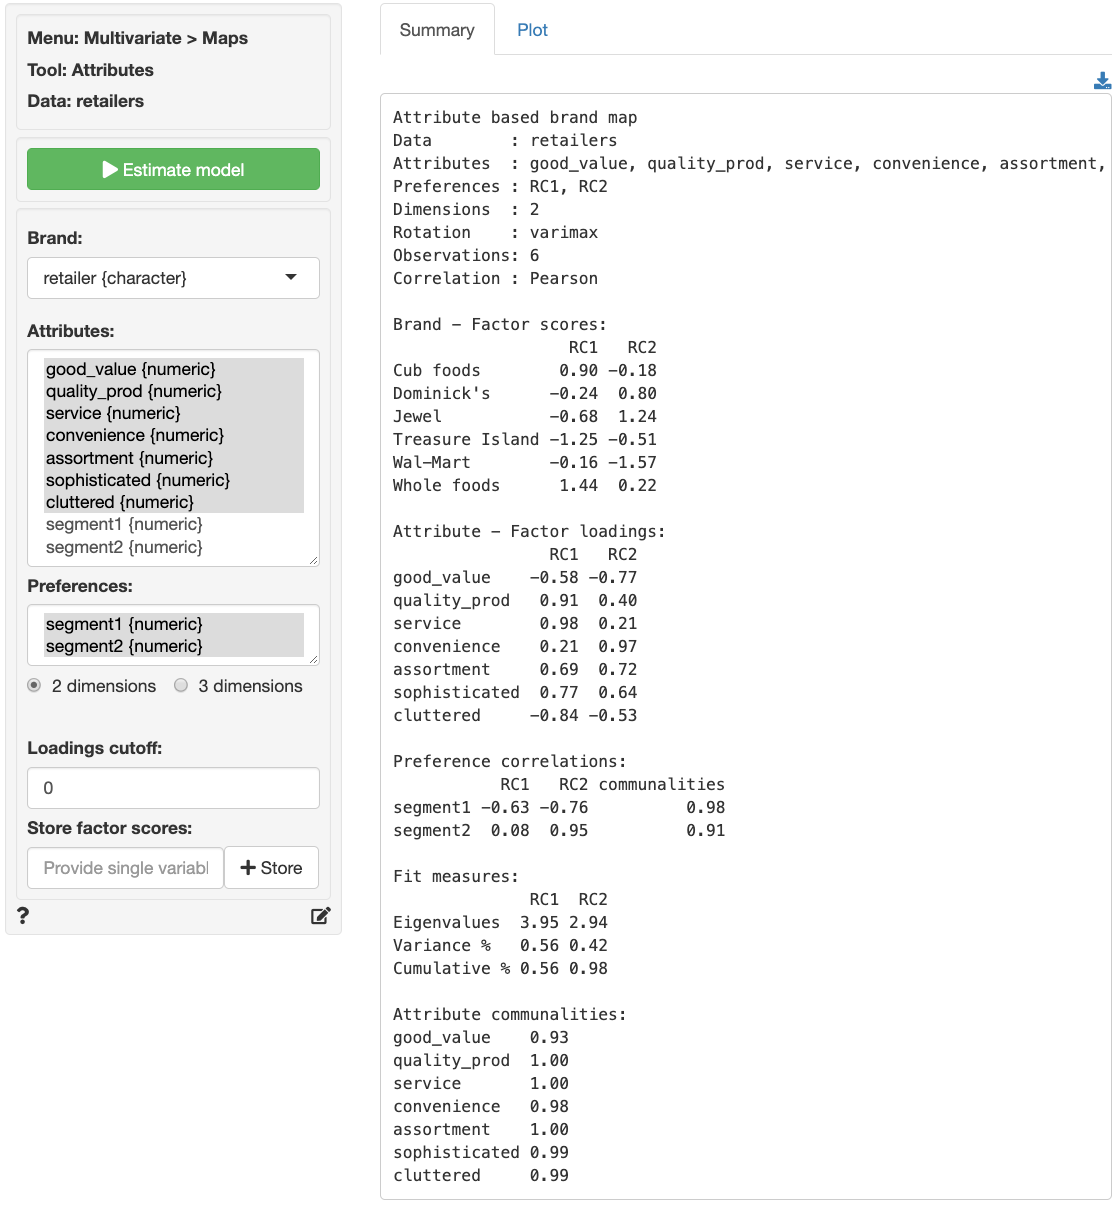 Menu: Multivariate > Maps
Tool: Attributes
Data: retailers
Estimate model
Brand:
retailer {character}
Attributes:
good_value {numeric}
quality_prod {numeric}
service {numeric}
convenience {numeric}
assortment {numeric}
sophisticated {numeric}
cluttered {numeric}
segment1 {numeric}
segment2 {numeric}
Preferences:
segment1 {numeric}
segment2 {numeric}
2 dimensions 3 dimensions
Loadings cutoff:
0
Store factor scores:
Provide single variabl + Store
?
Summary Plot
Attribute based brand map
Data : retailers
Attributes : good_value, quality_prod, service, convenience, assortment,
Preferences : RC1, RC2
Dimensions : 2
Rotation : varimax
Observations: 6
Correlation : Pearson
Brand – Factor scores:
RC1 RC2
Cub foods 0.90 –0.18
Dominick's –0.24 0.80
Jewel –0.68 1.24
Treasure Island –1.25 –0.51
Wal–Mart –0.16 –1.57
Whole foods 1.44 0.22
Attribute – Factor loadings:
RC1 RC2
good_value –0.58 –0.77
quality_prod 0.91 0.40
service 0.98 0.21
convenience 0.21 0.97
assortment 0.69 0.72
sophisticated 0.77 0.64
cluttered –0.84 –0.53
Preference correlations:
RC1 RC2 communalities
segment1 –0.63 –0.76 0.98
segment2 0.08 0.95 0.91
Fit measures:
RC1 RC2
Eigenvalues 3.95 2.94
Variance % 0.56 0.42
Cumulative % 0.56 0.98
Attribute communalities:
good_value 0.93
quality_prod 1.00
service 1.00
convenience 0.98
assortment 1.00
sophisticated 0.99
cluttered 0.99